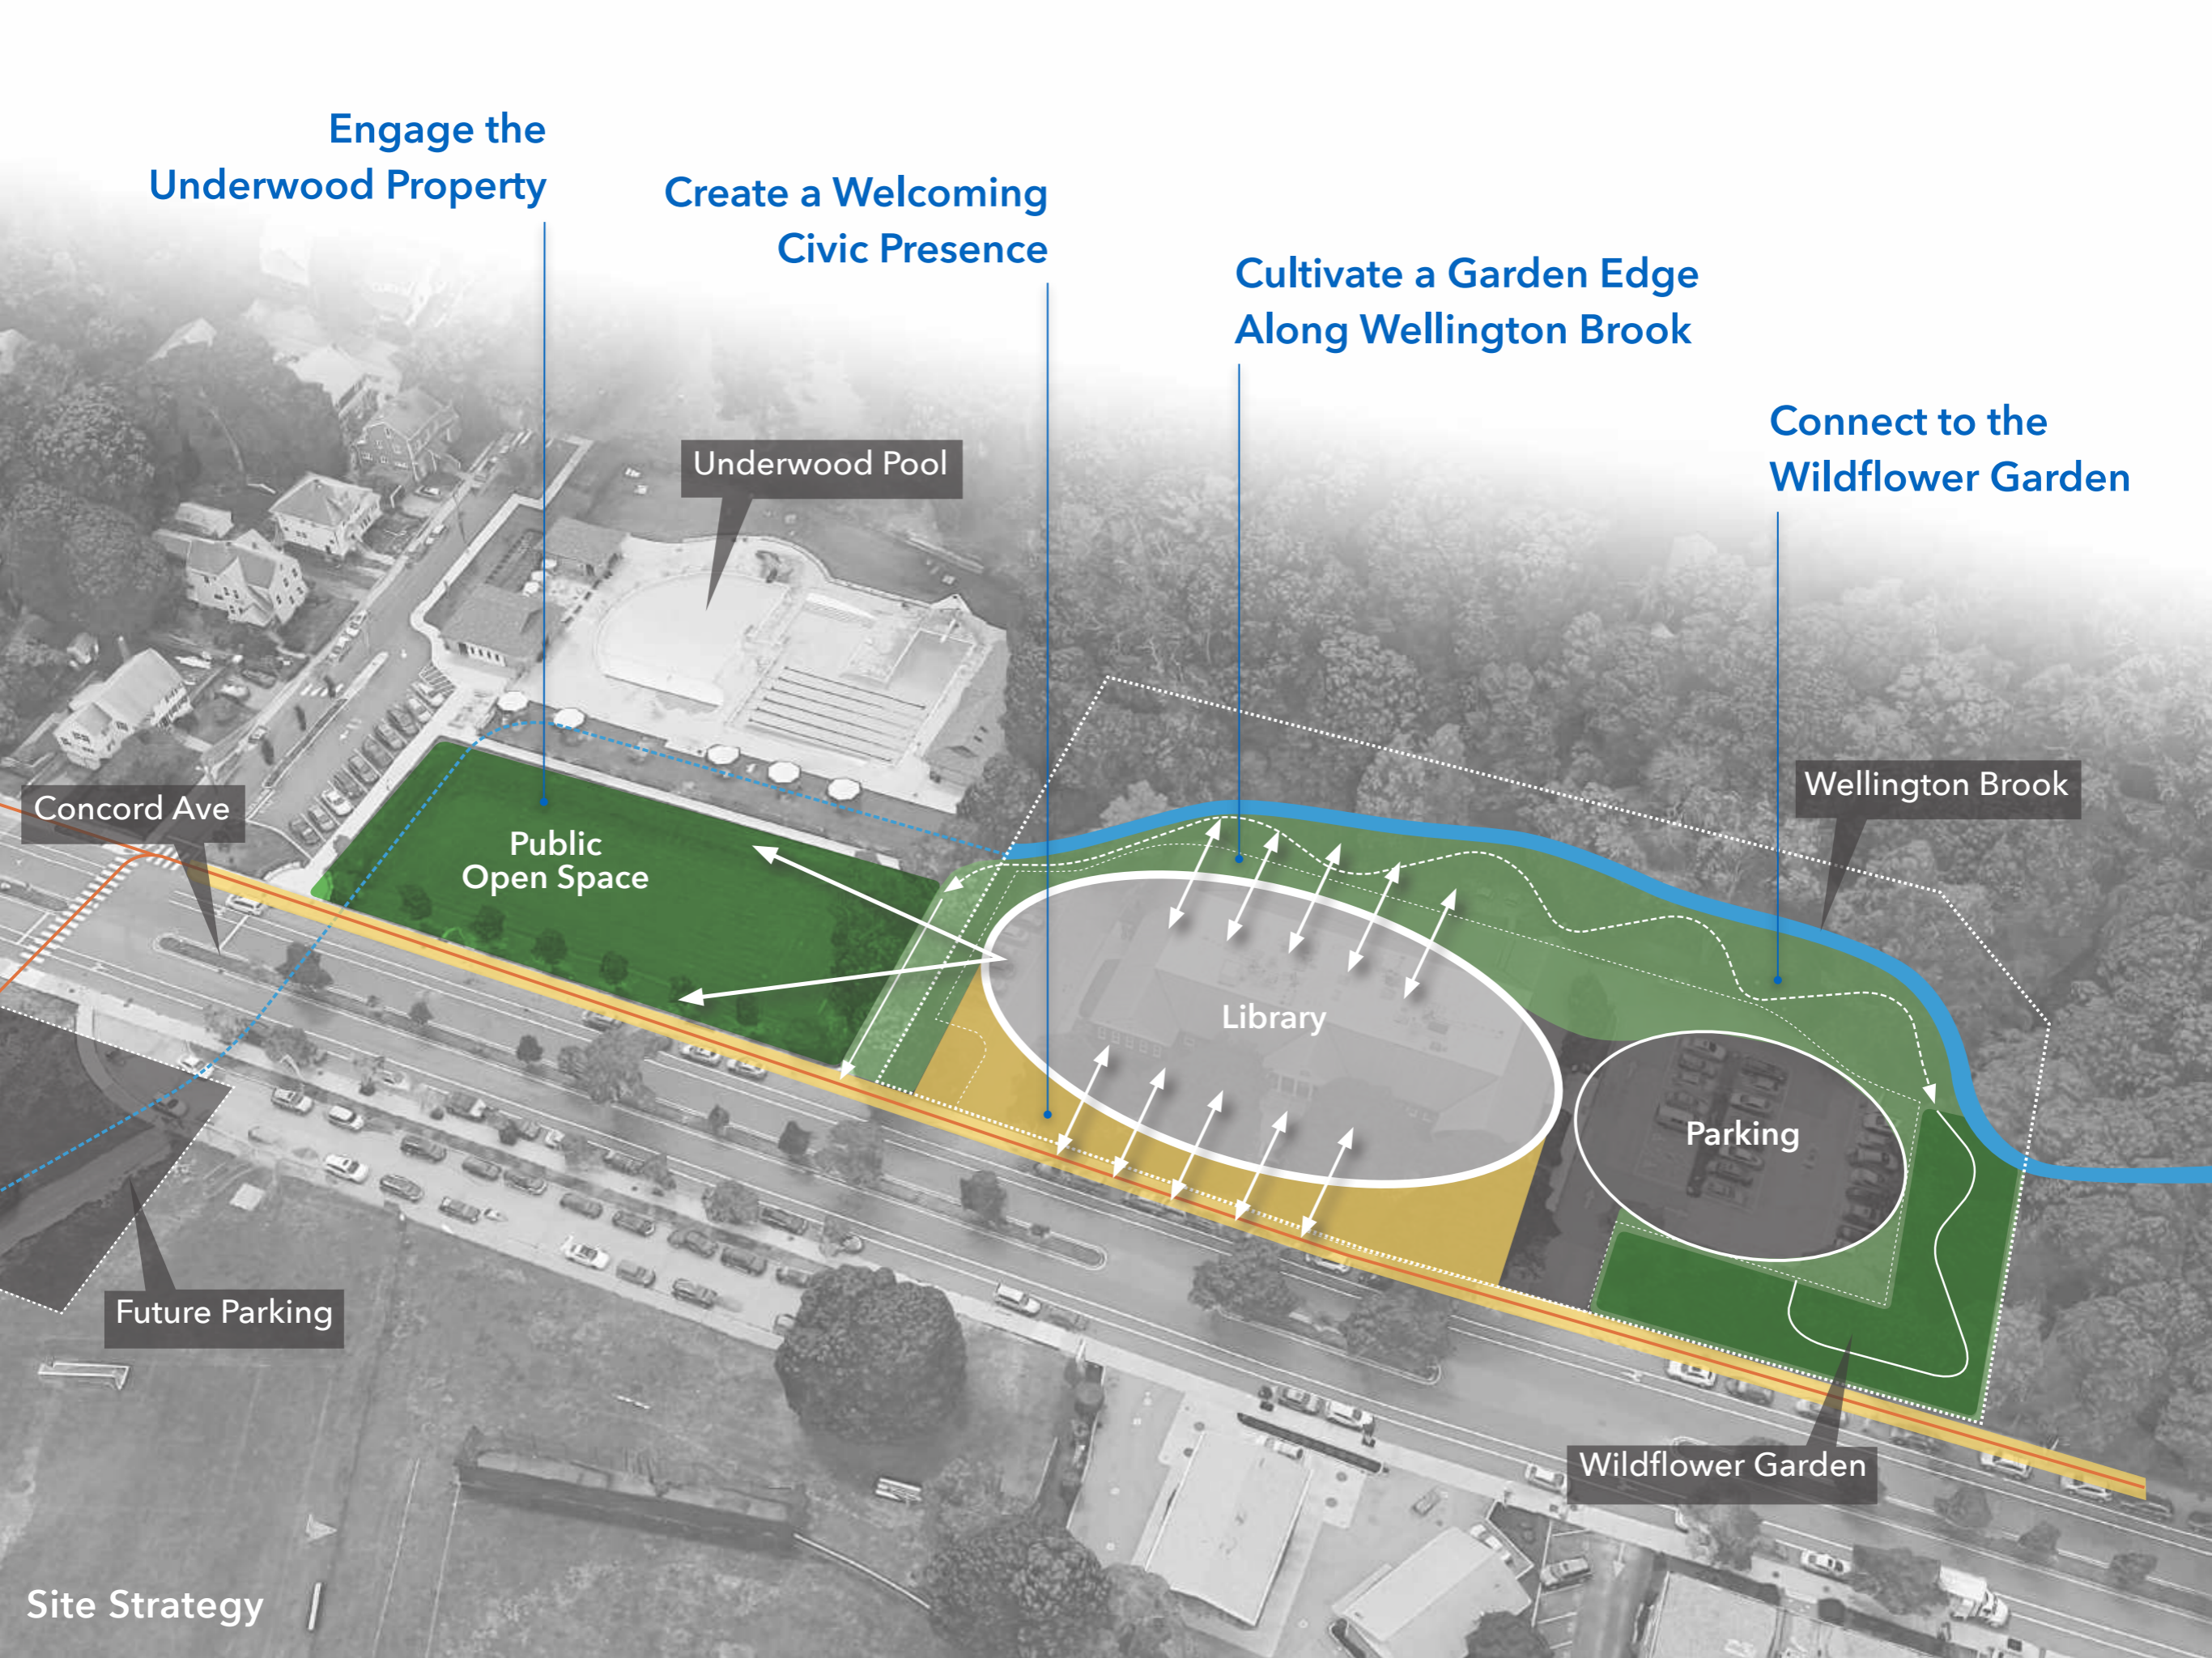 Engage the
Underwood Property
Create a Welcoming
Civic Presence
Cultivate a Garden Edge
Along Wellington Brook
Connect to the
Wildflower Garden
Underwood Pool
Wellington Brook
Concord Ave
Public
Open Space
Library
Parking
Future Parking
Wildflower Garden
Site Strategy